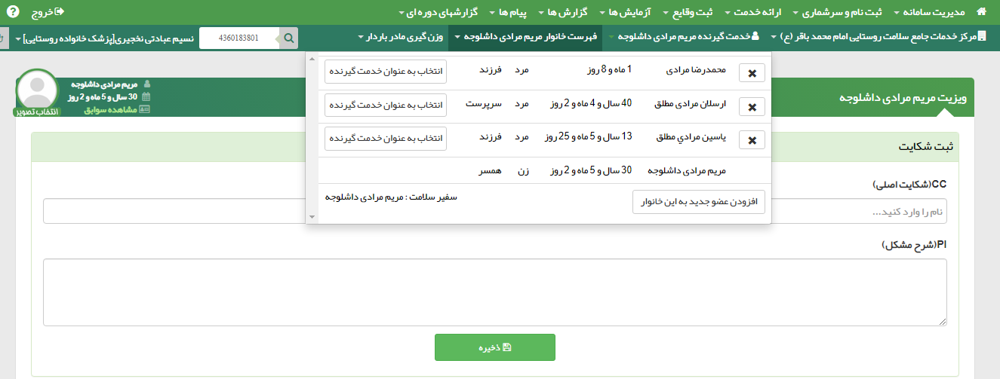 مدیریت سامانه ثبت نام و سرشماری ارائه خدمت ثبت وقایع آزمایش ها گزارش ها پیام ها گزارشهای دوره ای خروج ?
مرکز خدمات جامع سلامت روستایی امام محمد باقر (ع) خدمت گیرنده مریم مرادی داشلوجه فهرست خانوار مریم مرادی داشلوجه وزن گیری مادر باردار 4360183801 نسیم عبادتی نخجیری[پزشک خانواده روستایی]
محمدرضا مرادی 1 ماه و 8 روز مرد فرزند انتخاب به عنوان خدمت گیرنده
ارسلان مرادی مطلق 40 سال و 4 ماه و 2 روز مرد سرپرست انتخاب به عنوان خدمت گیرنده
یاسین مرادي مطلق 13 سال و 5 ماه و 25 روز مرد فرزند انتخاب به عنوان خدمت گیرنده
مریم مرادی داشلوجه 30 سال و 5 ماه و 2 روز زن همسر
افزودن عضو جدید به این خانوار سفیر سلامت : مریم مرادی داشلوجه
ویزیت مریم مرادی داشلوجه
مریم مرادی داشلوجه
30 سال و 5 ماه و 2 روز
مشاهده سوابق
انتخاب تصویر
ثبت شکایت
CC(شکایت اصلی)
نام را وارد کنید...
PI(شرح مشکل)
ذخیره